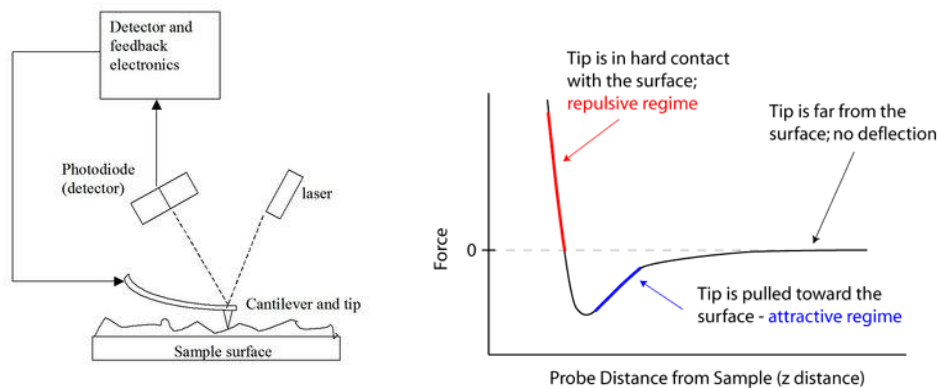 Detector and
feedback
electronics
Photodiode
(detector)
laser
Cantilever and tip
Sample surface
Tip is in hard contact
with the surface;
repulsive regime
Tip is far from the
surface; no deflection
Force
0
Tip is pulled toward the
surface - attractive regime
Probe Distance from Sample (z distance)